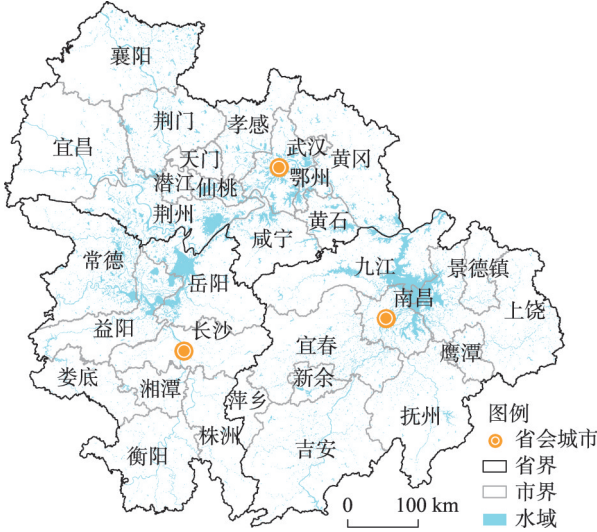 襄阳
荆门
孝感
宜昌
武汉
黄冈
天门
鄂州
潜江
仙桃
荆州
黄石
咸宁
常德
九江
景德镇
岳阳
南昌
上饶
益阳
长沙
宜春
鹰潭
娄底
新余
湘潭
萍乡
抚州
株洲
衡阳
吉安
图例
省会城市
省界
市界
水域
0 100 km